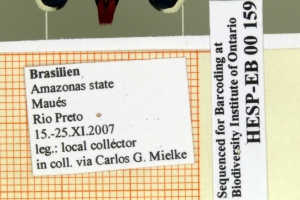 Brasilien
Amazonas state
Maués
Rio Preto
15.-25.XI.2007
leg.: local collector
in coll. via Carlos G. Mielke
Sequenced for Barcoding at
Biodiversity Institute of Ontario
HESP-EB 00 159